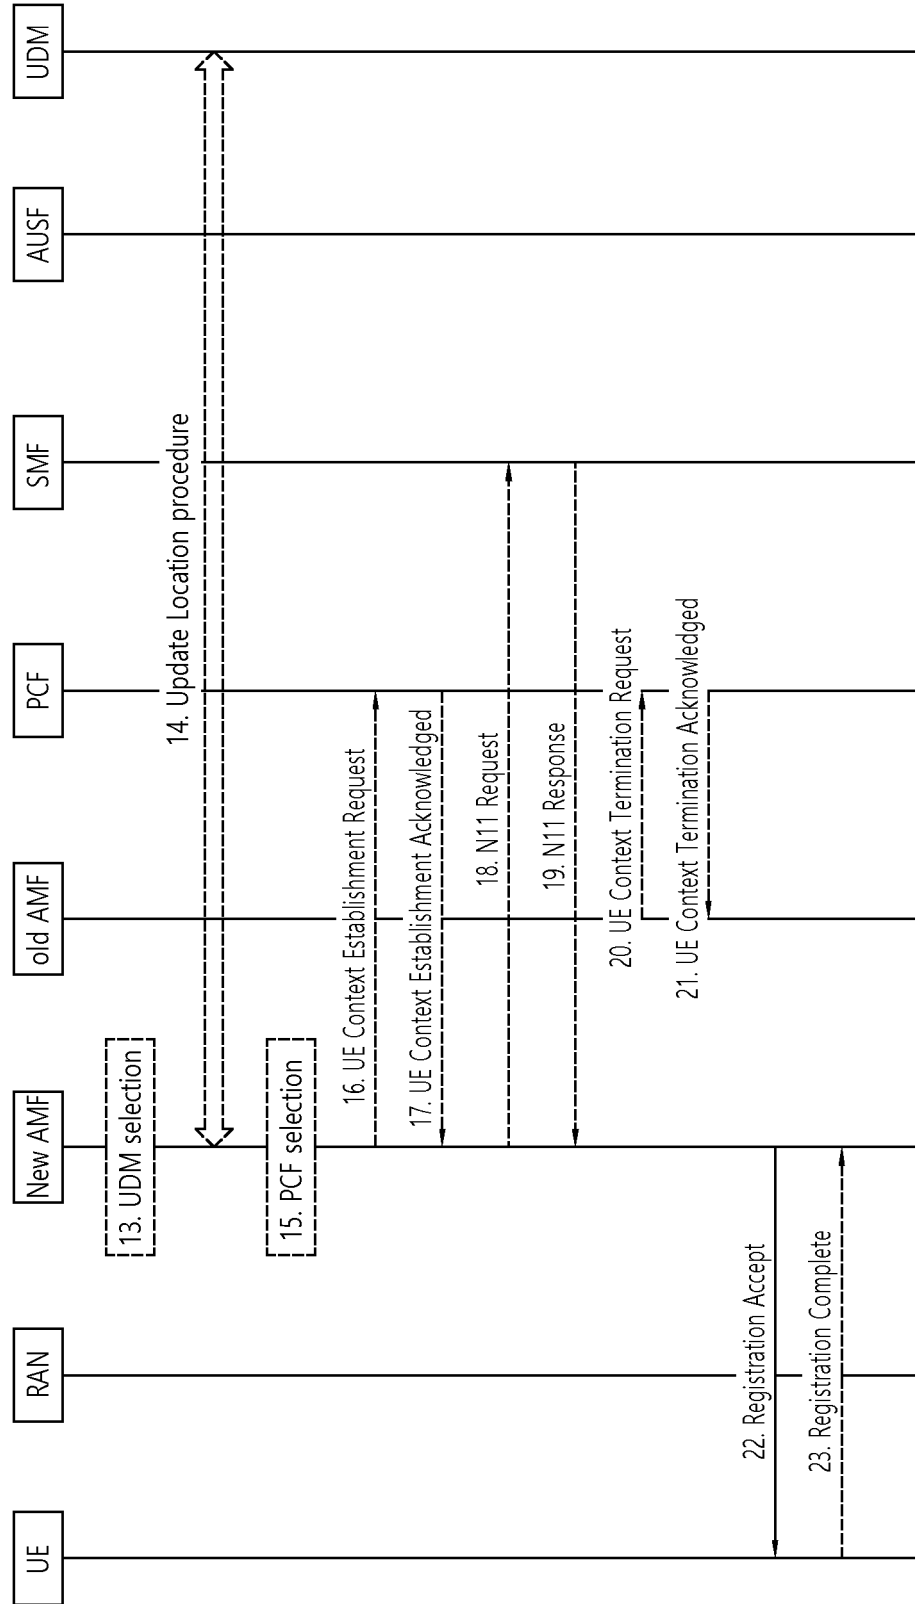 UE
RAN
New AMF
old AMF
PCF
SMF
AUSF
UDM
13. UDM selection
14. Update Location procedure
15. PCF selection
16. UE Context Establishment Request
17. UE Context Establishment Acknowledged
18. N11 Request
19. N11 Response
20. UE Context Termination Request
21. UE Context Termination Acknowledged
22. Registration Accept
23. Registration Complete